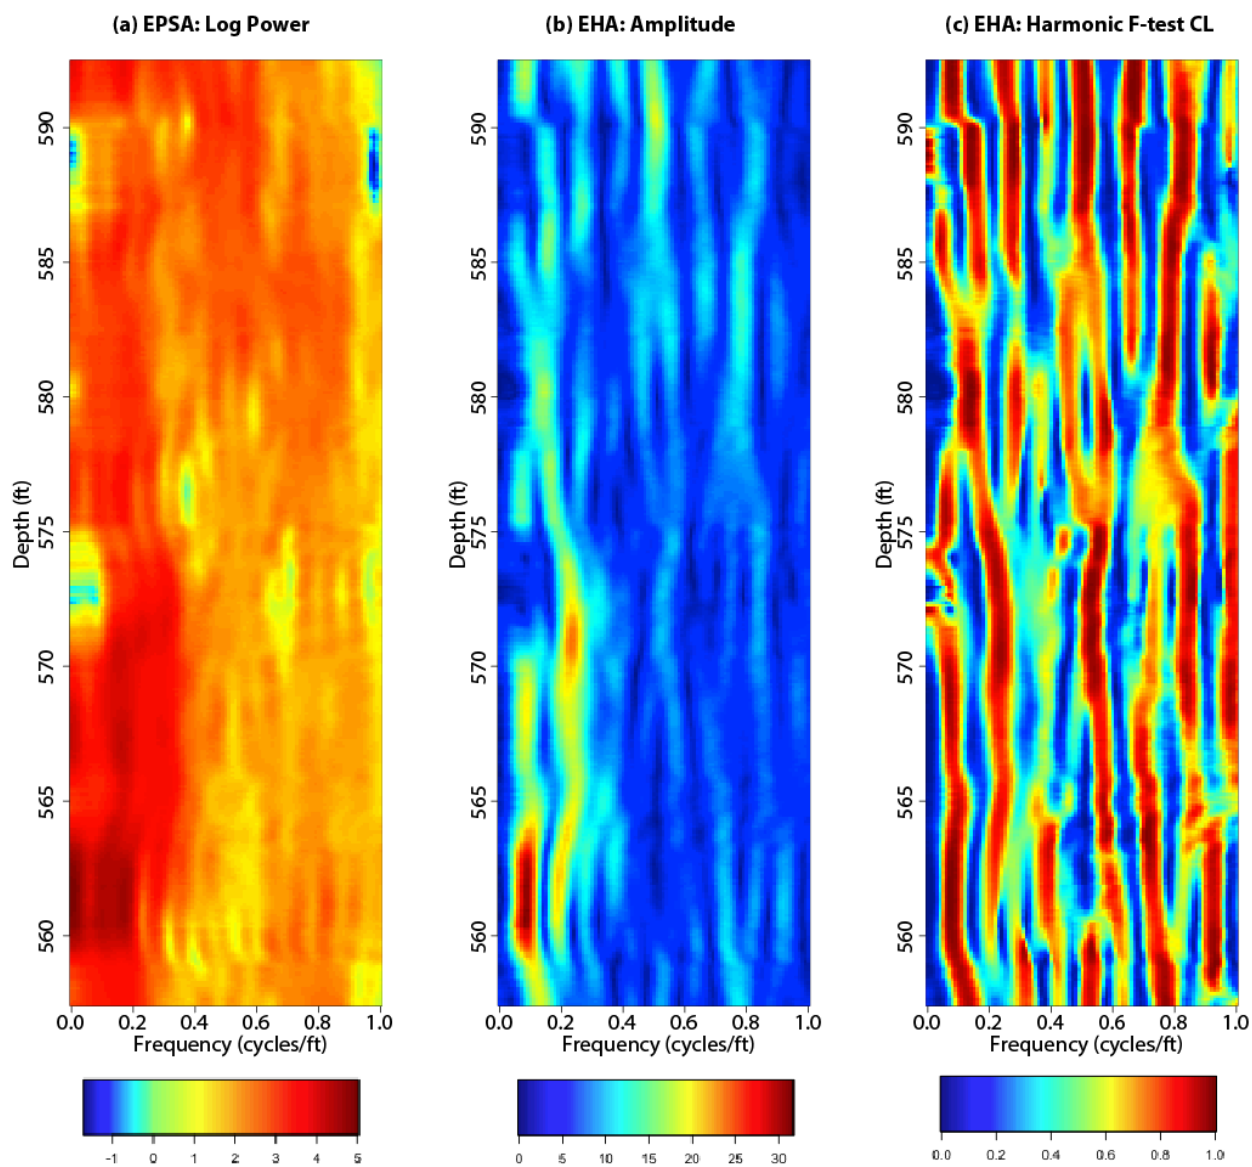 (a) EPSA: Log Power
(b) EHA: Amplitude
(c) EHA: Harmonic F-test CL
Depth (ft)
590
585
580
575
570
565
560
0.0 0.2 0.4 0.6 0.8 1.0
Frequency (cycles/ft)
-1 0 1 2 3 4 5
Depth (ft)
590
585
580
575
570
565
560
0.0 0.2 0.4 0.6 0.8 1.0
Frequency (cycles/ft)
0 5 10 15 20 25 30
Depth (ft)
590
585
580
575
570
565
560
0.0 0.2 0.4 0.6 0.8 1.0
Frequency (cycles/ft)
0.0 0.2 0.4 0.6 0.8 1.0